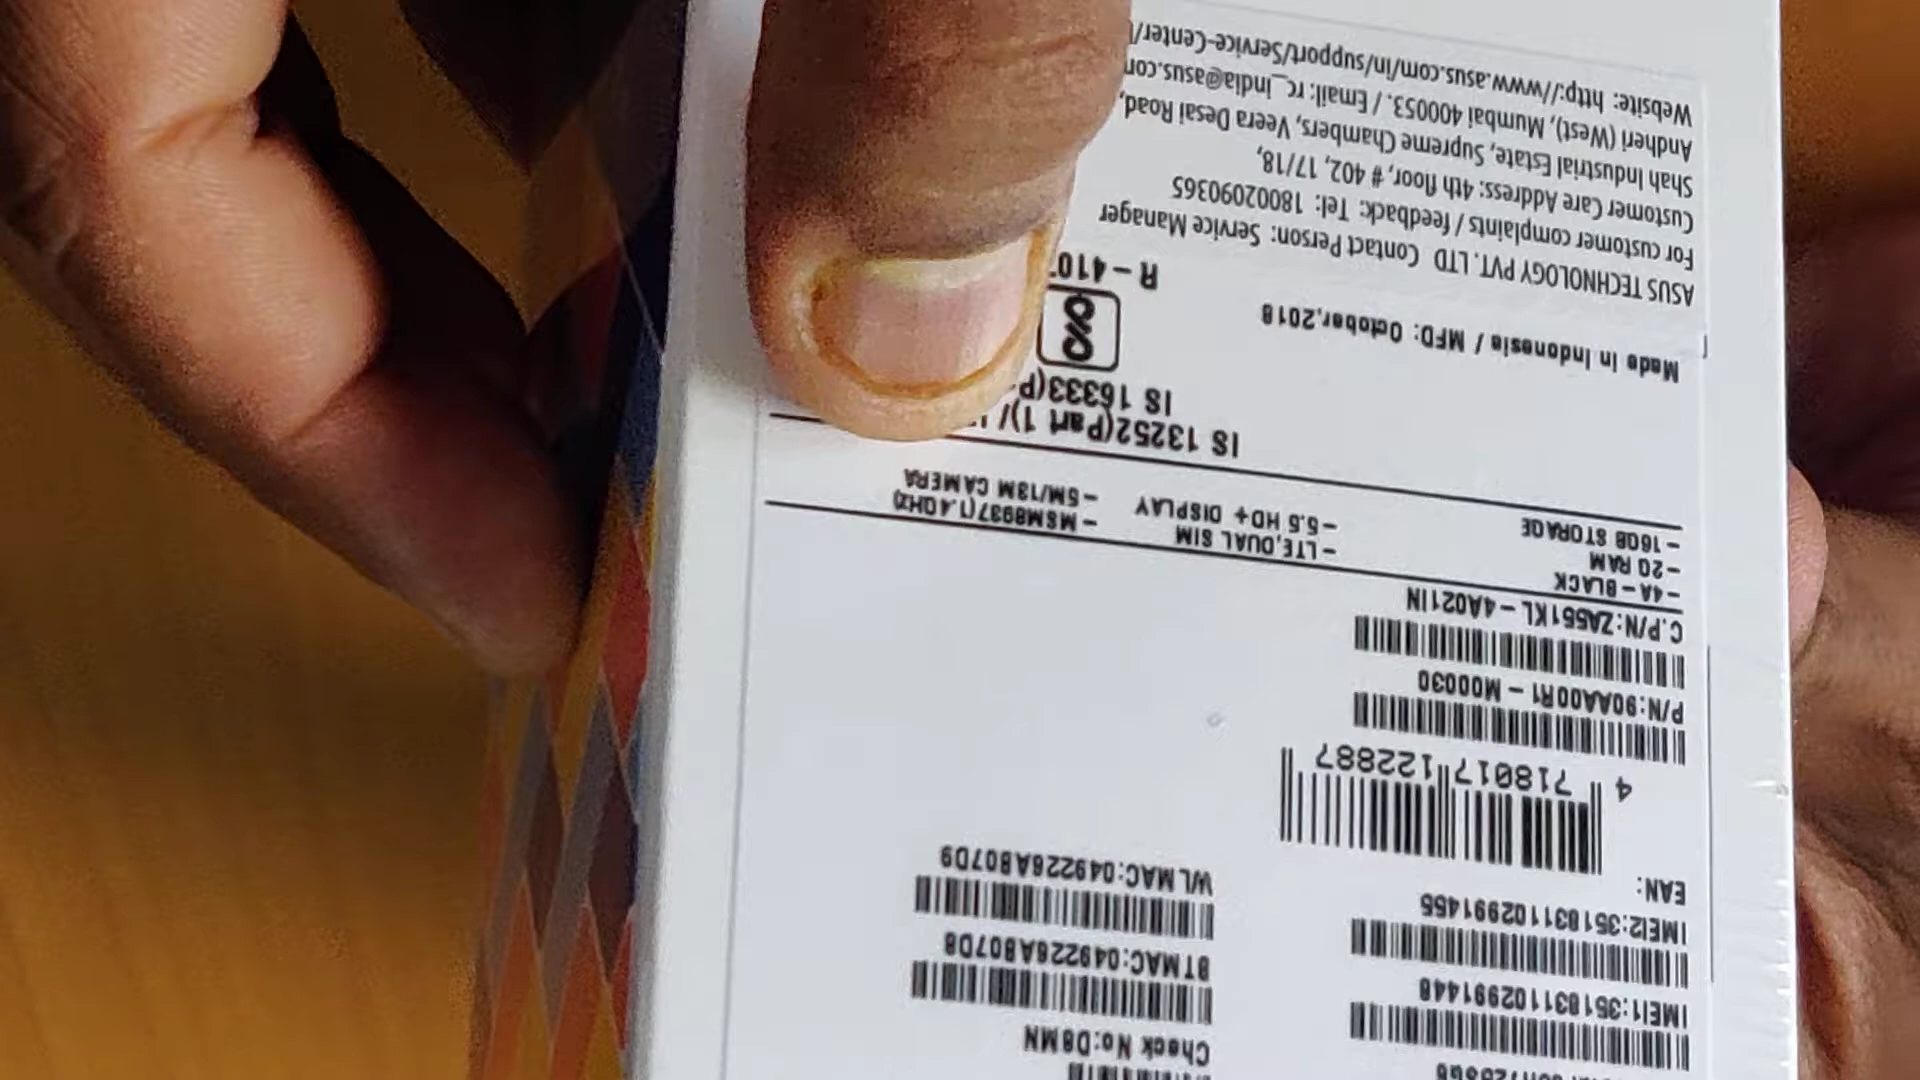 Check No:D8MN
IMEI1:351831102991448
BTMAC:049226AB07D8
IMEI2:351831102991455
WLMAC:049226AB07D9
EAN:
4 718017 122887
P/N:90AA00R1-M00030
C.P/N:ZA551KL-4A021IN
-4A-BLACK
-2G RAM
-16GB STORAGE
-LTE,DUAL SIM
-5.5 HD+ DISPLAY
-MSM8937(1.4GHz)
-5M/13M CAMERA
IS 13252(Part 1)/
IS 16333(P
Made in Indonesia / MFD: October,2018
R-410
ASUS TECHNOLOGY PVT. LTD Contact Person: Service Manager
For customer complaints / feedback: Tel: 18002090365
Customer Care Address: 4th floor, # 402, 17/18,
Shah Industrial Estate, Supreme Chambers, Veera Desai Road,
Andheri (West), Mumbai 400053. / Email: rc_india@asus.con
Website: http://www.asus.com/in/support/Service-Center/